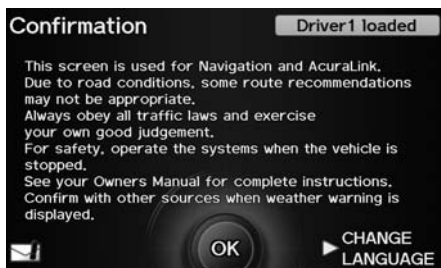 Confirmation
Driver1 loaded
This screen is used for Navigation and AcuraLink.
Due to road conditions, some route recommendations
may not be appropriate.
Always obey all traffic laws and exercise
your own good judgement.
For safety, operate the systems when the vehicle is
stopped.
See your Owners Manual for complete instructions.
Confirm with other sources when weather warning is
displayed.
OK
CHANGE
LANGUAGE